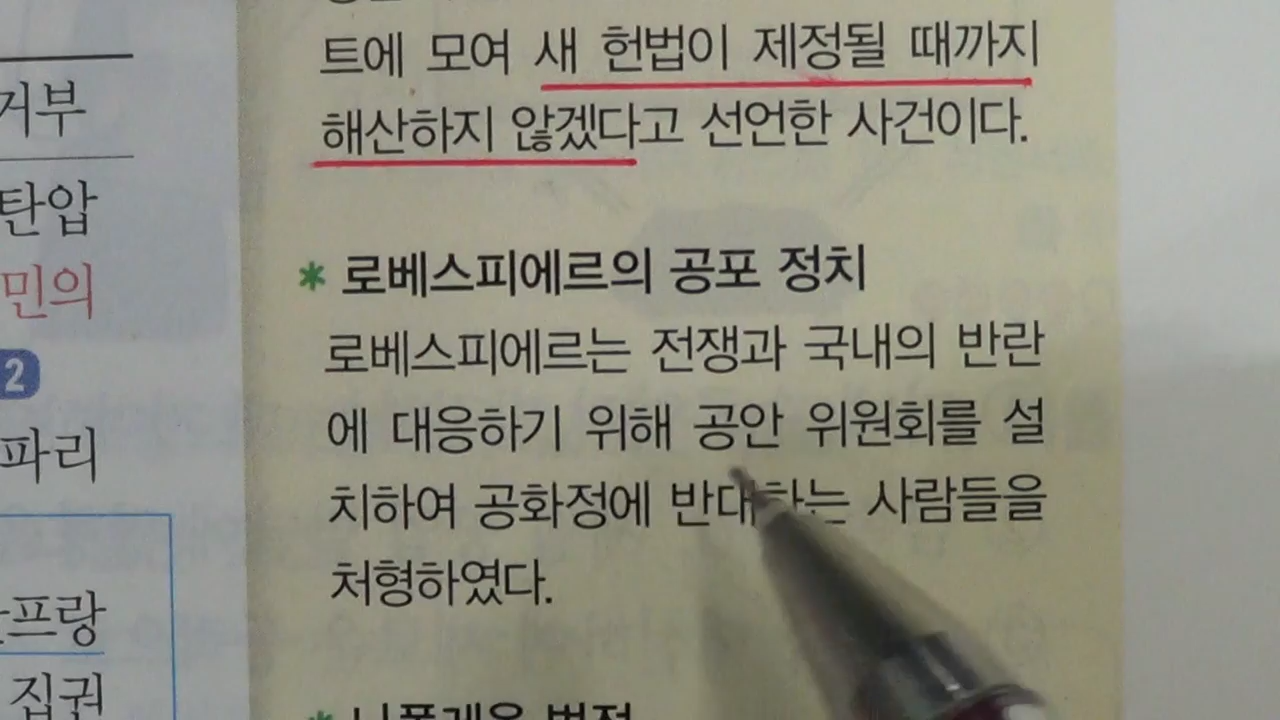 거부
탄압
민의
2
파리
프랑
집권
트에 모여 새 헌법이 제정될 때까지
해산하지 않겠다고 선언한 사건이다.
* 로베스피에르의 공포 정치
로베스피에르는 전쟁과 국내의 반란
에 대응하기 위해 공안 위원회를 설
치하여 공화정에 반대하는 사람들을
처형하였다.